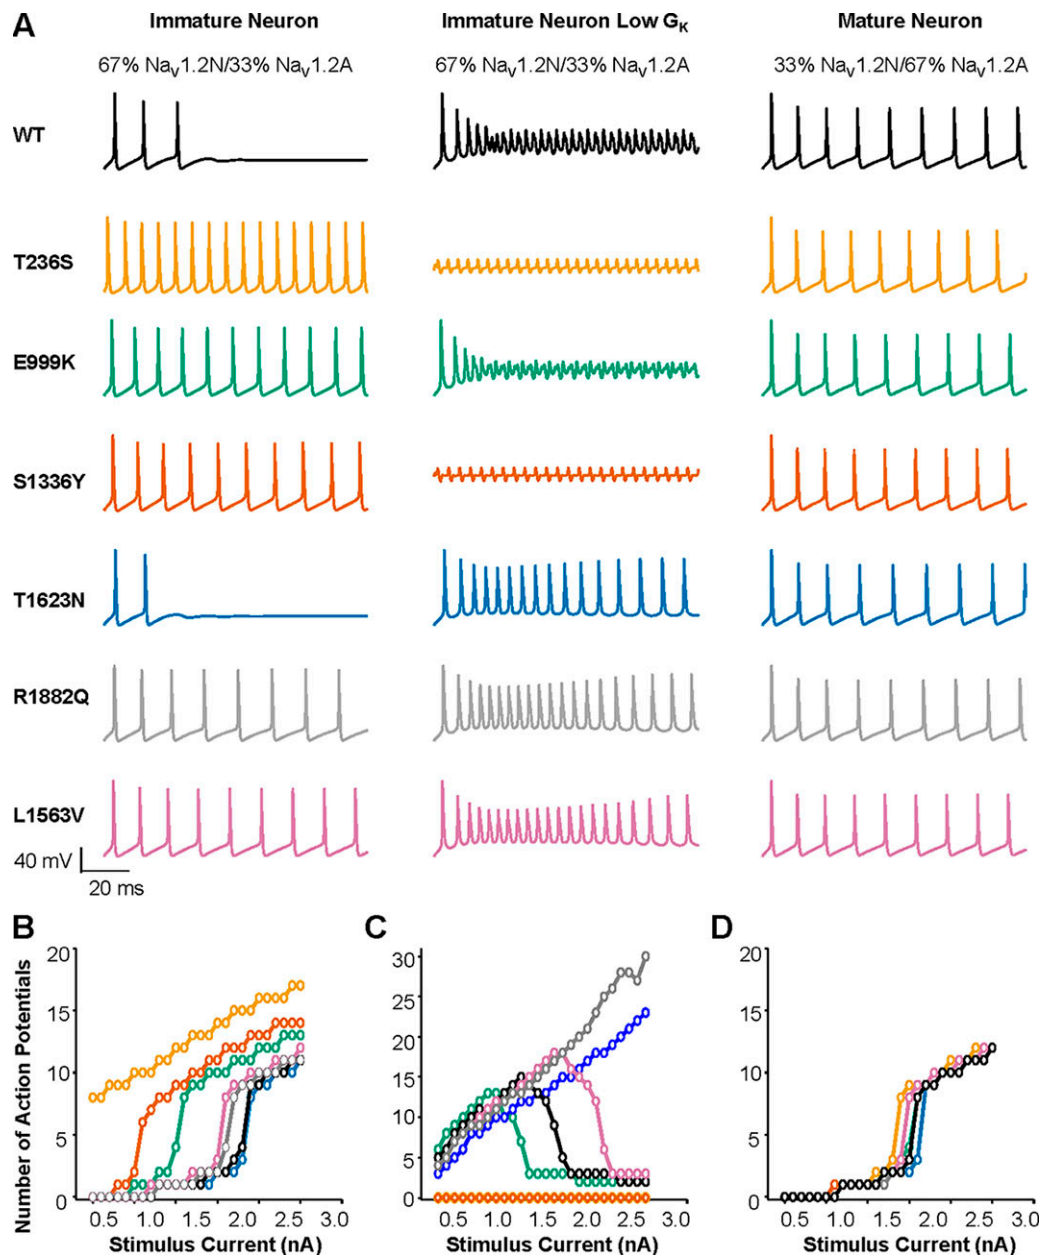 A
Immature Neuron
Immature Neuron Low GK
Mature Neuron
67% Nav1.2N/33% Nav1.2A
67% Nav1.2N/33% Nav1.2A
33% Nav1.2N/67% Nav1.2A
WT
T236S
E999K
S1336Y
T1623N
R1882Q
L1563V
40 mV
20 ms
B
Number of Action Potentials
20
15
10
5
0
0.5 1.0 1.5 2.0 2.5 3.0
Stimulus Current (nA)
C
30
25
20
15
10
5
0
0.5 1.0 1.5 2.0 2.5 3.0
Stimulus Current (nA)
D
20
15
10
5
0
0.5 1.0 1.5 2.0 2.5 3.0
Stimulus Current (nA)